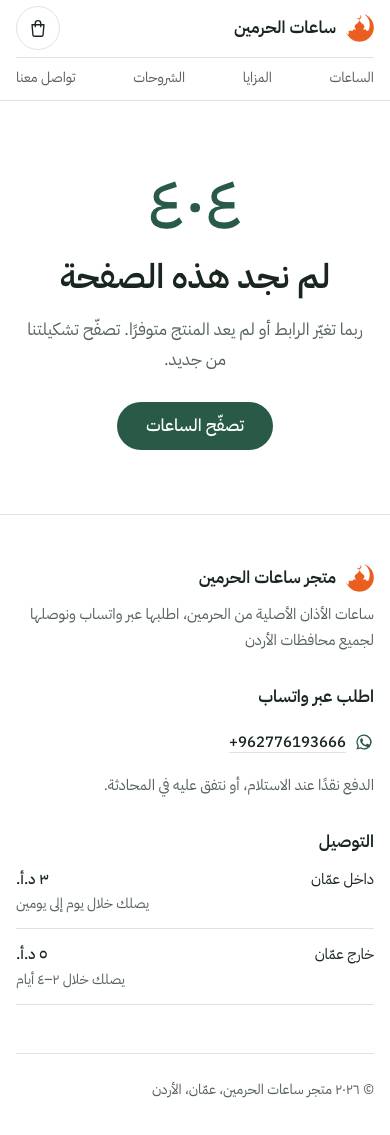 ساعات الحرمين
الساعات
المزايا
الشروحات
تواصل معنا
٤٠٤
لم نجد هذه الصفحة
ربما تغيّر الرابط أو لم يعد المنتج متوفرًا. تصفّح تشكيلتنا
من جديد.
تصفّح الساعات
متجر ساعات الحرمين
ساعات الأذان الأصلية من الحرمين، اطلبها عبر واتساب ونوصلها
لجميع محافظات الأردن
اطلب عبر واتساب
+962776193666
الدفع نقدًا عند الاستلام، أو نتفق عليه في المحادثة.
التوصيل
داخل عمّان
٣ د.أ.
يصلك خلال يوم إلى يومين
خارج عمّان
٥ د.أ.
يصلك خلال ٢–٤ أيام
© ٢٠٢٦ متجر ساعات الحرمين، عمّان، الأردن